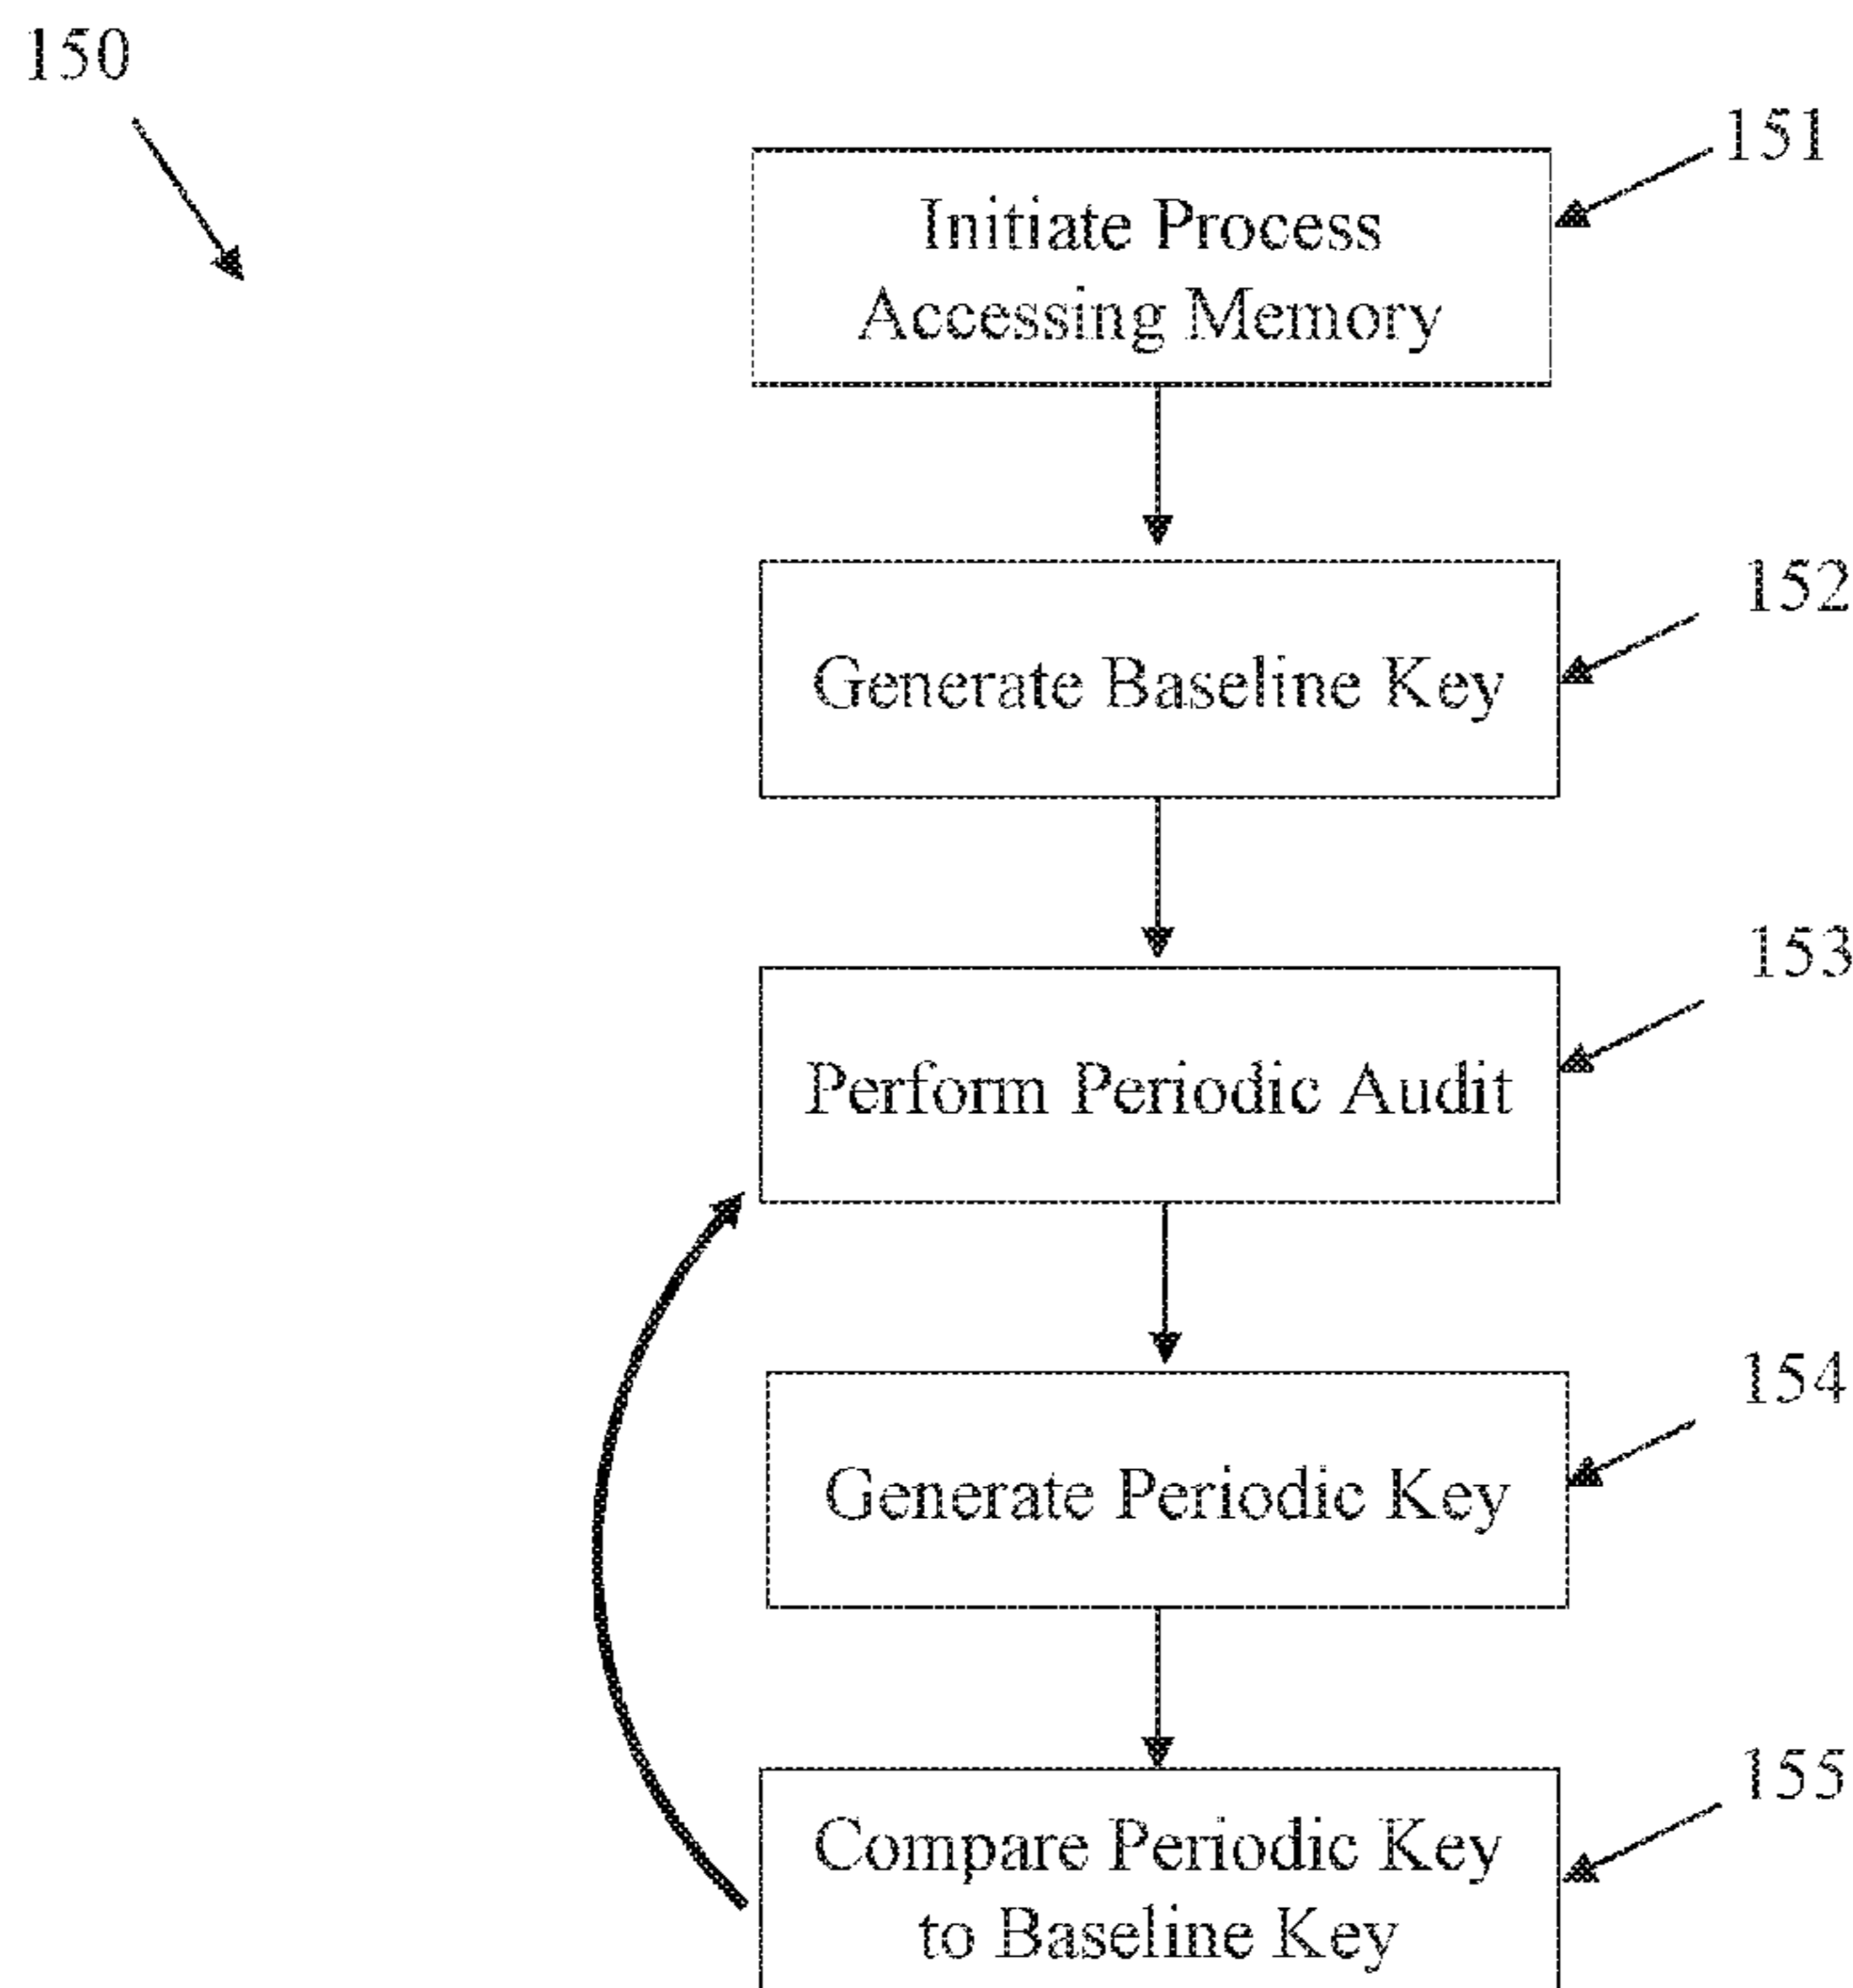 150
151
Initiate Process
Accessing Memory
152
Generate Baseline Key
153
Perform Periodic Audit
154
Generate Periodic Key
155
Compare Periodic Key
to Baseline Key